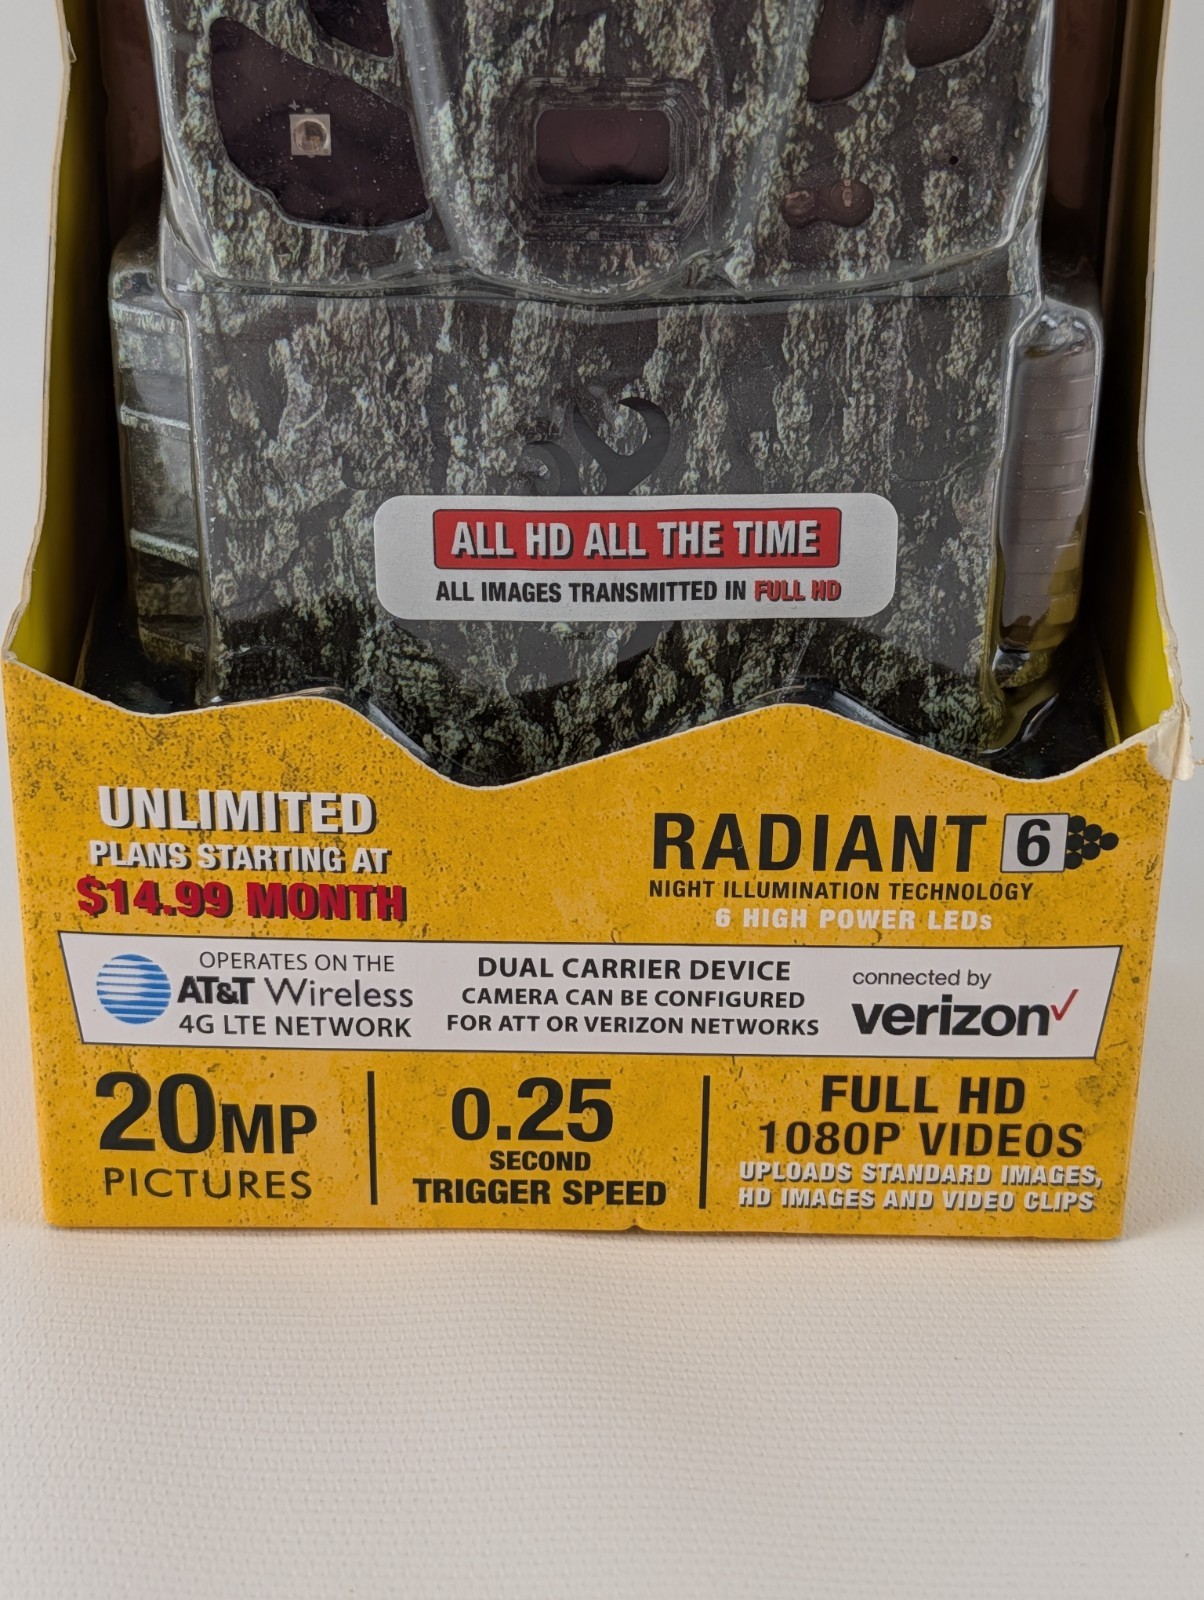 ALL HD ALL THE TIME
ALL IMAGES TRANSMITTED IN FULL HD
UNLIMITED
PLANS STARTING AT
$14.99 MONTH
RADIANT 6
NIGHT ILLUMINATION TECHNOLOGY
6 HIGH POWER LEDs
OPERATES ON THE
AT&T Wireless
4G LTE NETWORK
DUAL CARRIER DEVICE
CAMERA CAN BE CONFIGURED
FOR ATT OR VERIZON NETWORKS
connected by
verizon
20MP
PICTURES
0.25
SECOND
TRIGGER SPEED
FULL HD
1080P VIDEOS
UPLOADS STANDARD IMAGES,
HD IMAGES AND VIDEO CLIPS